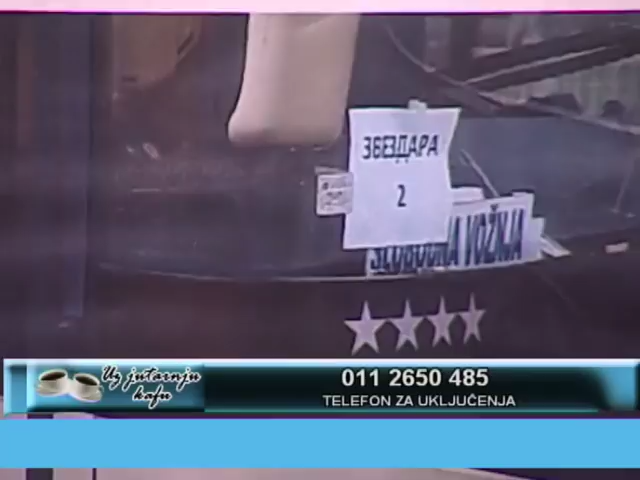 ЗВЕЗДАРА
2
SLOBODNA VOŽNJA
Uz jutarnju
kafu
011 2650 485
TELEFON ZA UKLJUČENJA